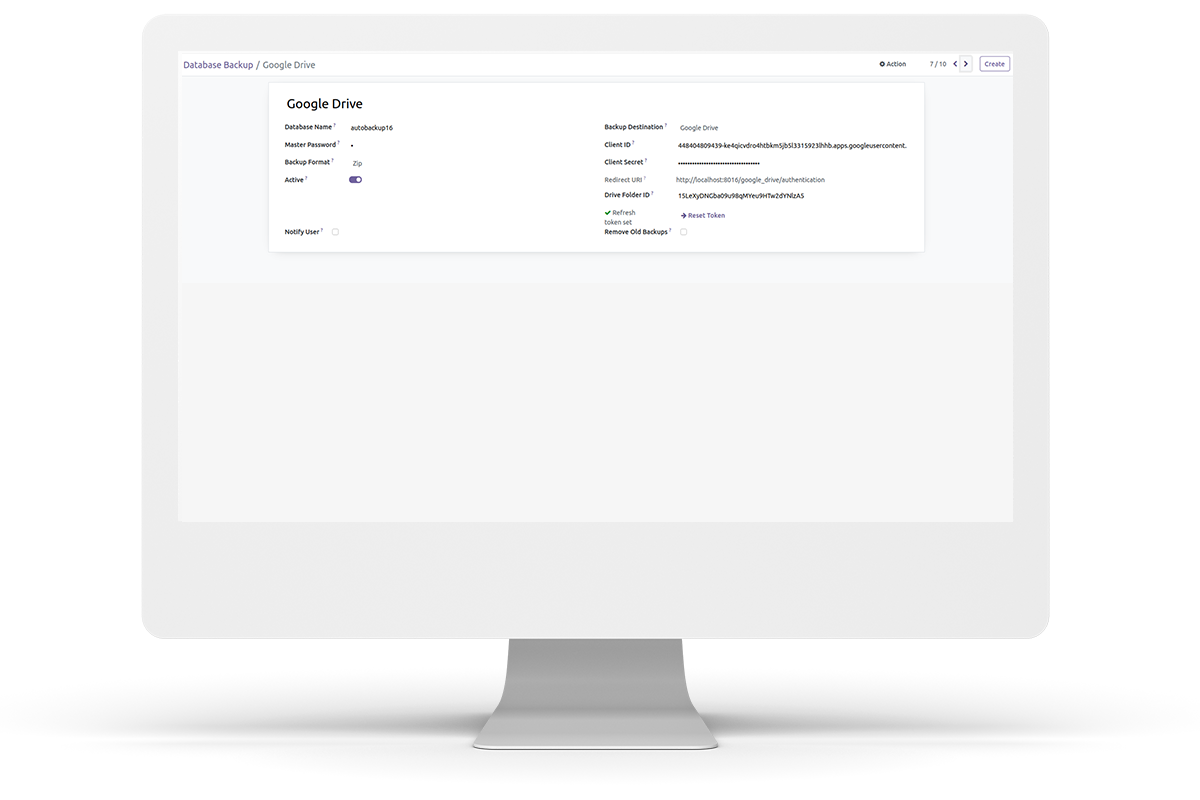 Database Backup / Google Drive
Action
7 / 10
Create
Google Drive
Database Name ? autobackup16
Master Password ? •
Backup Format ? Zip
Active ?
Notify User ?
Backup Destination ? Google Drive
Client ID ? 448404809439-ke4qicvdro4htbkm5jb5l3315923lhhb.apps.googleusercontent.
Client Secret ? ••••••••••••••••••••••••••••••••••
Redirect URI ? http://localhost:8016/google_drive/authentication
Drive Folder ID ? 15LeXyDNGba09u98qMYeu9HTw2dYNlzA5
Refresh
token set
Reset Token
Remove Old Backups ?